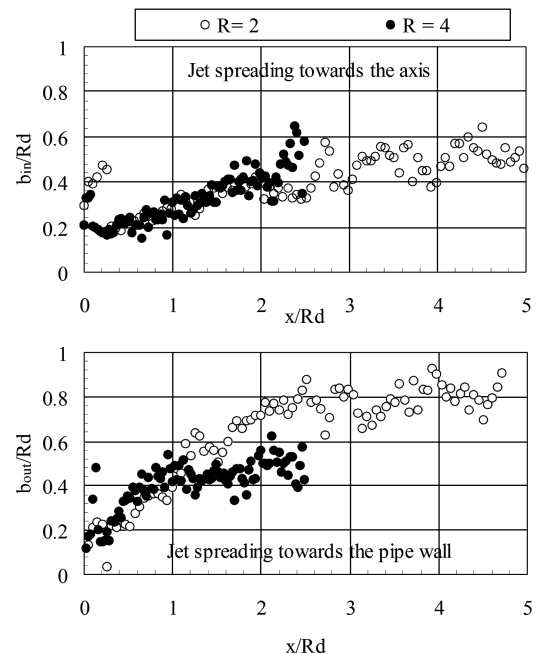 R= 2
R = 4
Jet spreading towards the axis
1
0.8
0.6
0.4
0.2
0
bin/Rd
0 1 2 3 4 5
x/Rd
1
0.8
0.6
0.4
0.2
0
bout/Rd
Jet spreading towards the pipe wall
0 1 2 3 4 5
x/Rd